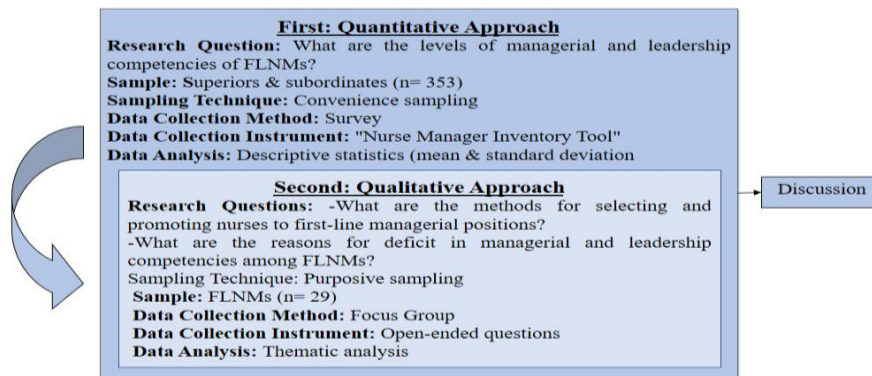 First: Quantitative Approach
Research Question: What are the levels of managerial and leadership
competencies of FLNMs?
Sample: Superiors & subordinates (n= 353)
Sampling Technique: Convenience sampling
Data Collection Method: Survey
Data Collection Instrument: "Nurse Manager Inventory Tool"
Data Analysis: Descriptive statistics (mean & standard deviation
Second: Qualitative Approach
Research Questions: -What are the methods for selecting and
promoting nurses to first-line managerial positions?
-What are the reasons for deficit in managerial and leadership
competencies among FLNMs?
Sampling Technique: Purposive sampling
Sample: FLNMs (n= 29)
Data Collection Method: Focus Group
Data Collection Instrument: Open-ended questions
Data Analysis: Thematic analysis
Discussion